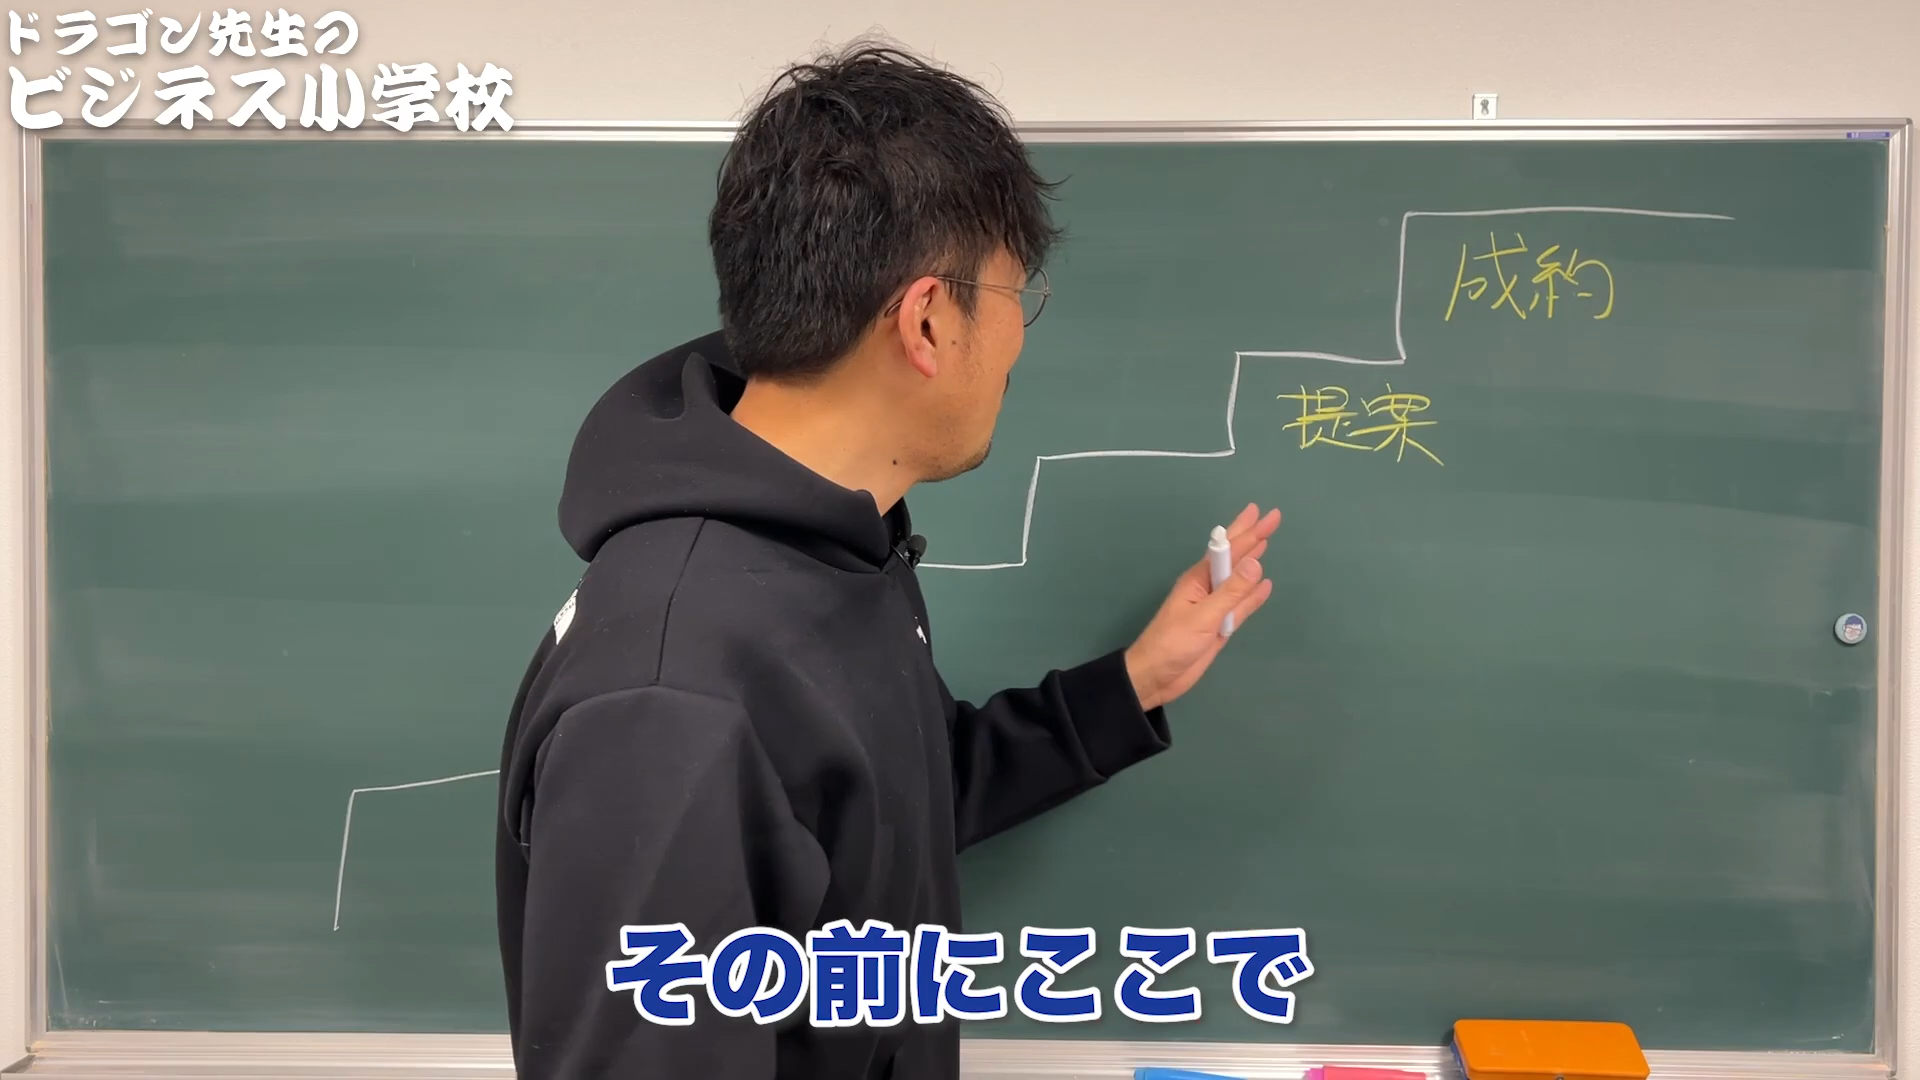 ドラゴン先生の
ビジネス小学校
成約
提案
その前にここで